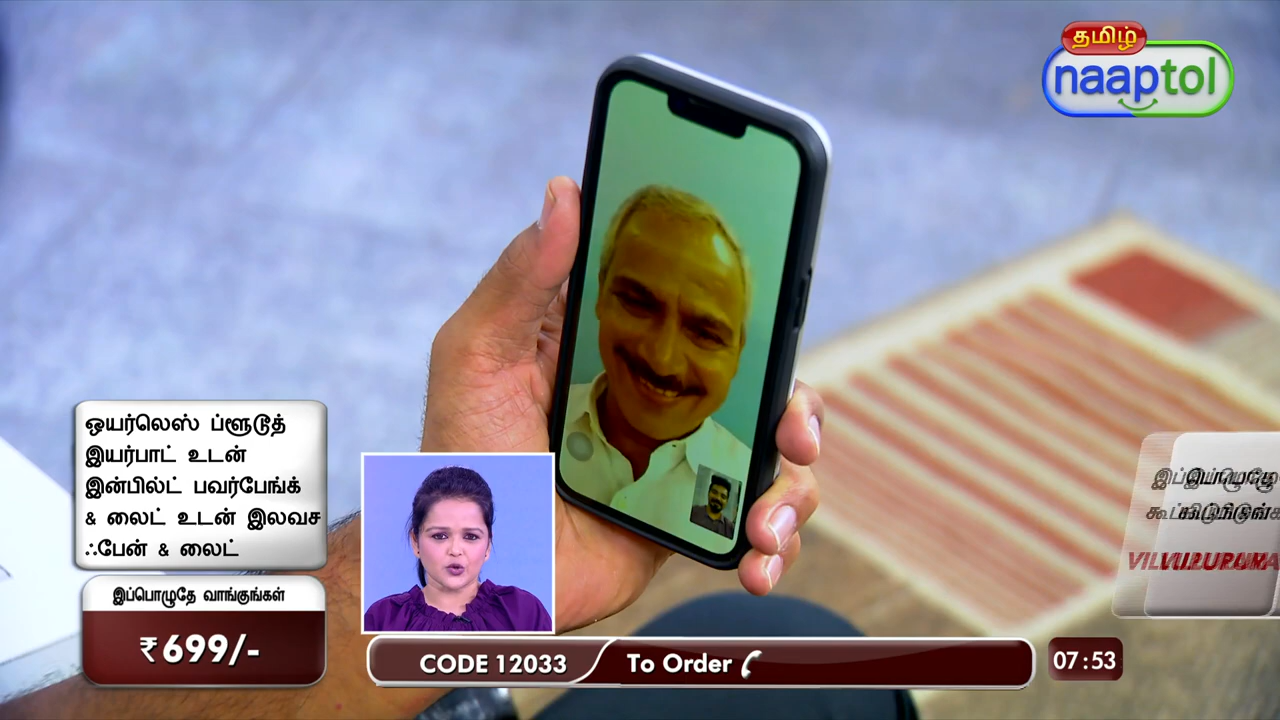 தமிழ்
naaptol
ஒயர்லெஸ் ப்ளூடூத்
இயர்பாட் உடன்
இன்பில்ட் பவர்பேங்க்
& லைட் உடன் இலவச
ஃபேன் & லைட்
இப்பொழுதே வாங்குங்கள்
₹699/-
CODE 12033
To Order
07:53